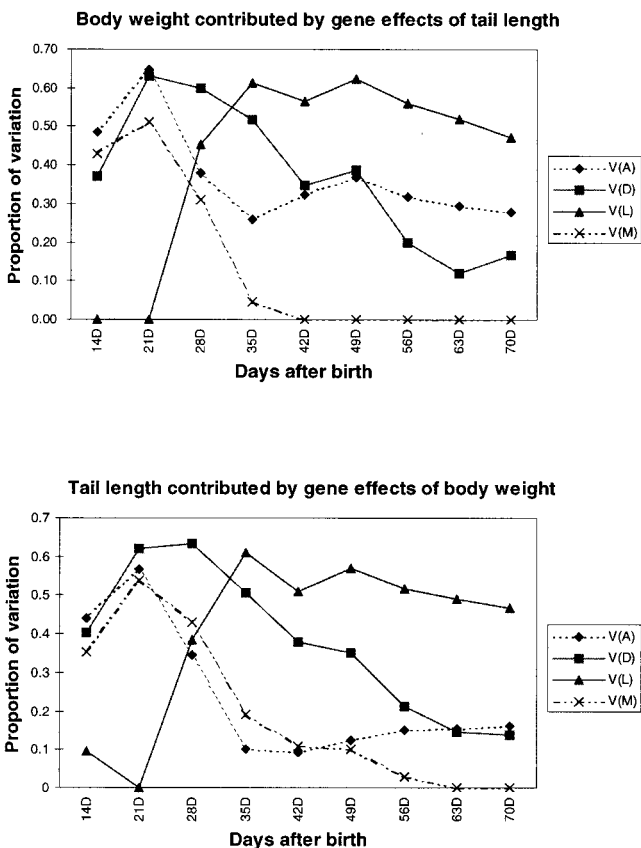 Body weight contributed by gene effects of tail length
Proportion of variation
0.70
0.60
0.50
0.40
0.30
0.20
0.10
0.00
14D 21D 28D 35D 42D 49D 56D 63D 70D
Days after birth
V(A)
V(D)
V(L)
V(M)
Tail length contributed by gene effects of body weight
Proportion of variation
0.7
0.6
0.5
0.4
0.3
0.2
0.1
0
14D 21D 28D 35D 42D 49D 56D 63D 70D
Days after birth
V(A)
V(D)
V(L)
V(M)